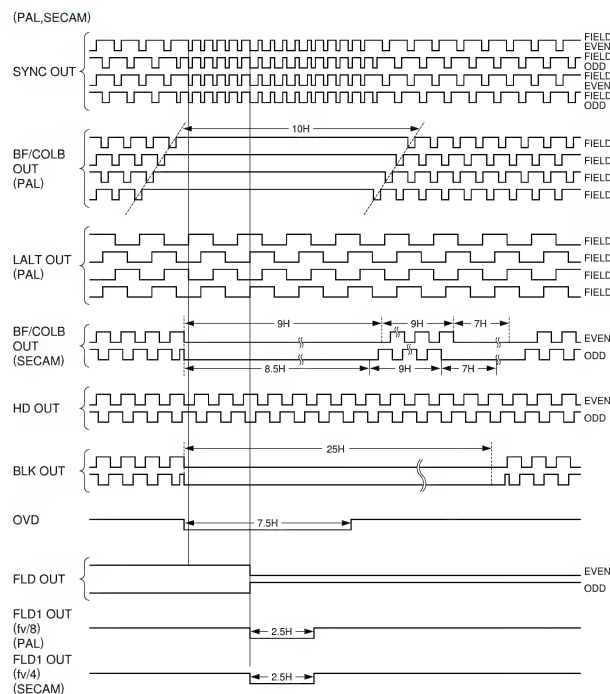 (PAL,SECAM)
SYNC OUT
FIELD
EVEN
FIELD
ODD
FIELD
EVEN
FIELD
ODD
10H
BF/COLB
OUT
(PAL)
FIELD
FIELD
FIELD
FIELD
LALT OUT
(PAL)
FIELD
FIELD
FIELD
FIELD
BF/COLB
OUT
(SECAM)
9H
9H
7H
EVEN
ODD
8.5H
9H
7H
HD OUT
EVEN
ODD
25H
BLK OUT
OVD
7.5H
FLD OUT
EVEN
ODD
FLD1 OUT
(fv/8)
(PAL)
2.5H
FLD1 OUT
(fv/4)
(SECAM)
2.5H